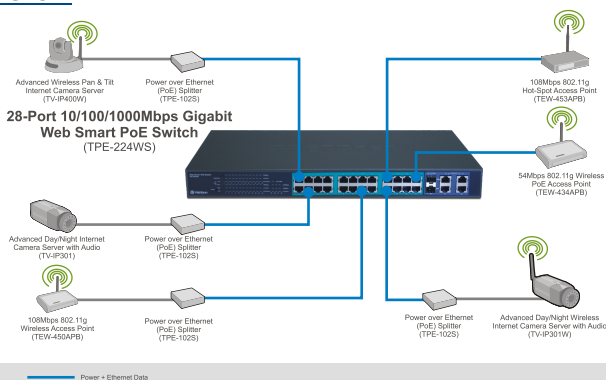 Advanced Wireless Pan & Tilt
Internet Camera Server
(TV-IP400W)
Power over Ethernet
(PoE) Splitter
(TPE-102S)
108Mbps 802.11g
Hot-Spot Access Point
(TEW-453APB)
28-Port 10/100/1000Mbps Gigabit
Web Smart PoE Switch
(TPE-224WS)
54Mbps 802.11g Wireless
PoE Access Point
(TEW-434APB)
Advanced Day/Night Internet
Camera Server with Audio
(TV-IP301)
Power over Ethernet
(PoE) Splitter
(TPE-102S)
108Mbps 802.11g
Wireless Access Point
(TEW-450APB)
Power over Ethernet
(PoE) Splitter
(TPE-102S)
Power over Ethernet
(PoE) Splitter
(TPE-102S)
Advanced Day/Night Wireless
Internet Camera Server with Audio
(TV-IP301W)
Power + Ethernet Data